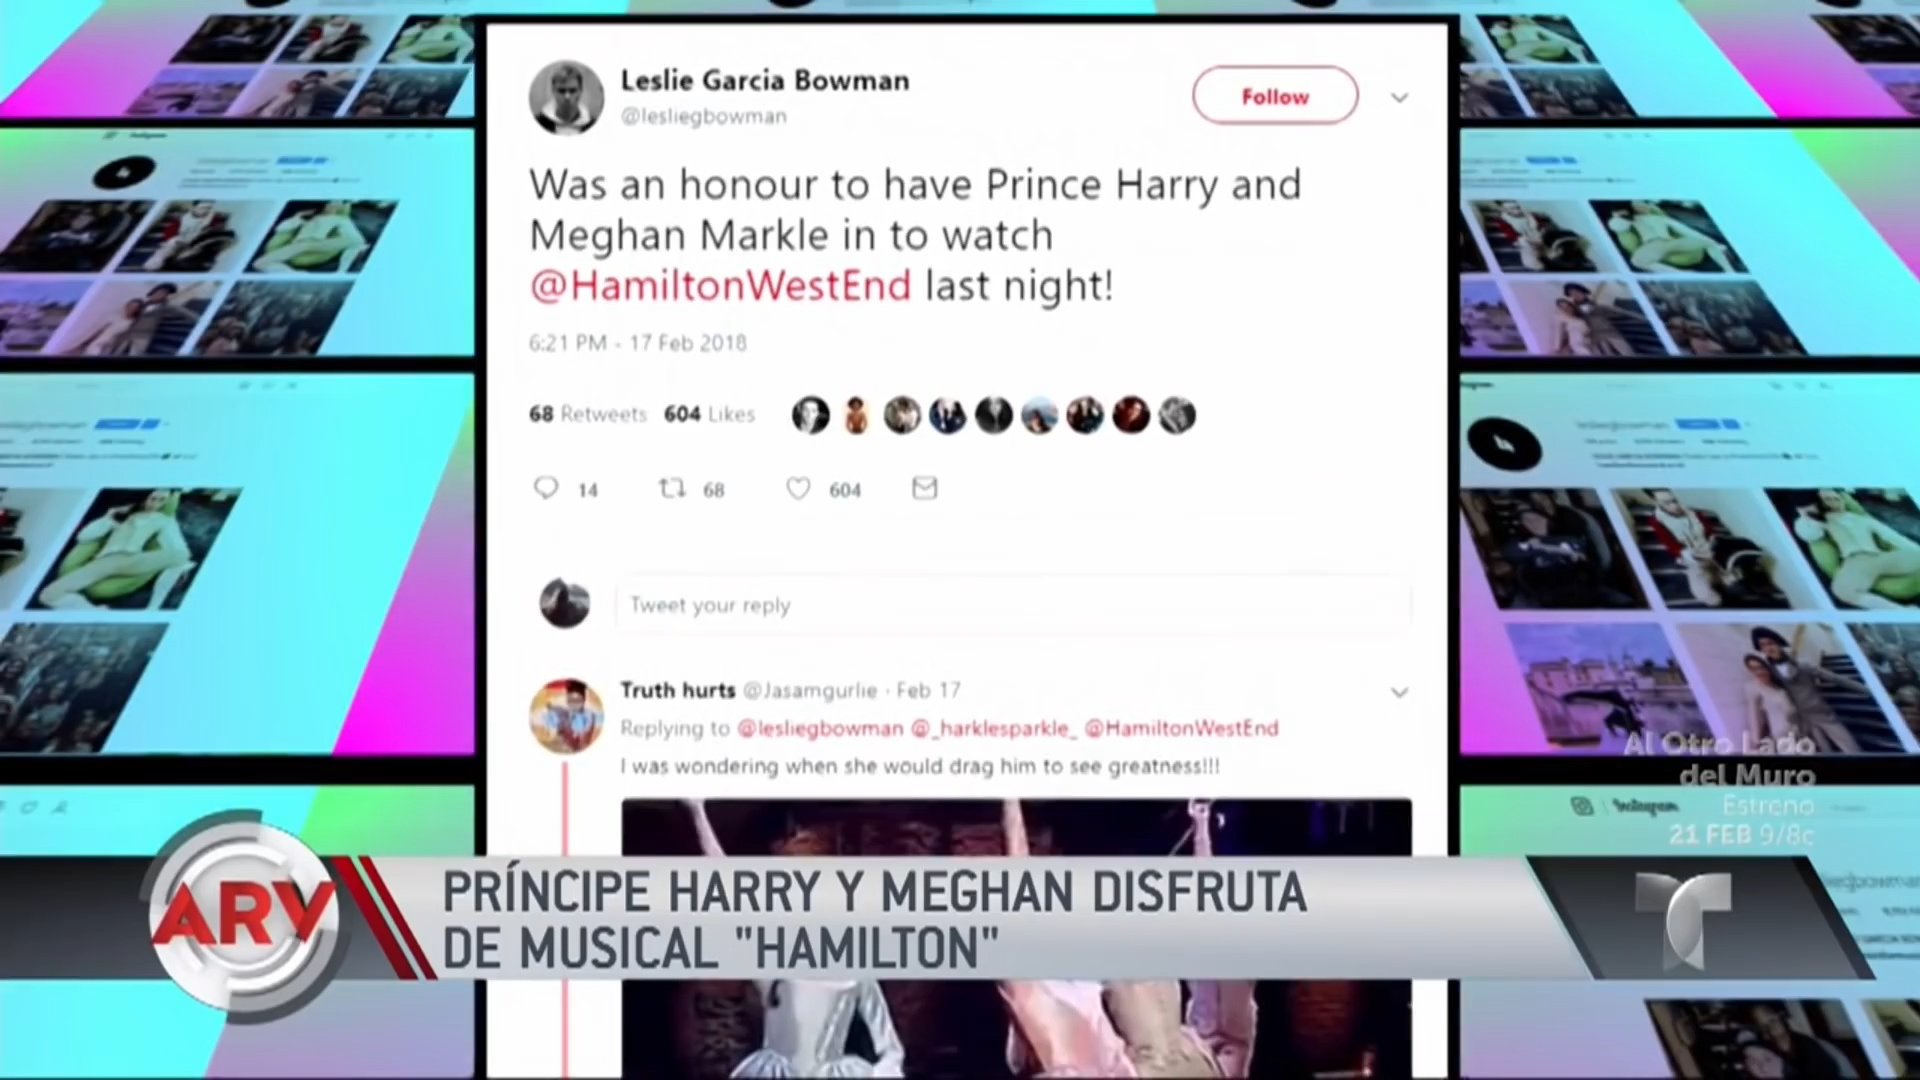 Leslie Garcia Bowman
@lesliegbowman
Follow
Was an honour to have Prince Harry and
Meghan Markle in to watch
@HamiltonWestEnd last night!
6:21 PM - 17 Feb 2018
68 Retweets 604 Likes
14 68 604
Tweet your reply
Truth hurts @Jasamgurlie · Feb 17
Replying to @lesliegbowman @_harklesparkle_ @HamiltonWestEnd
I was wondering when she would drag him to see greatness!!!
Al Otro Lado
del Muro
Estreno
21 FEB 9/8c
Instagram
ARV
PRÍNCIPE HARRY Y MEGHAN DISFRUTA
DE MUSICAL "HAMILTON"